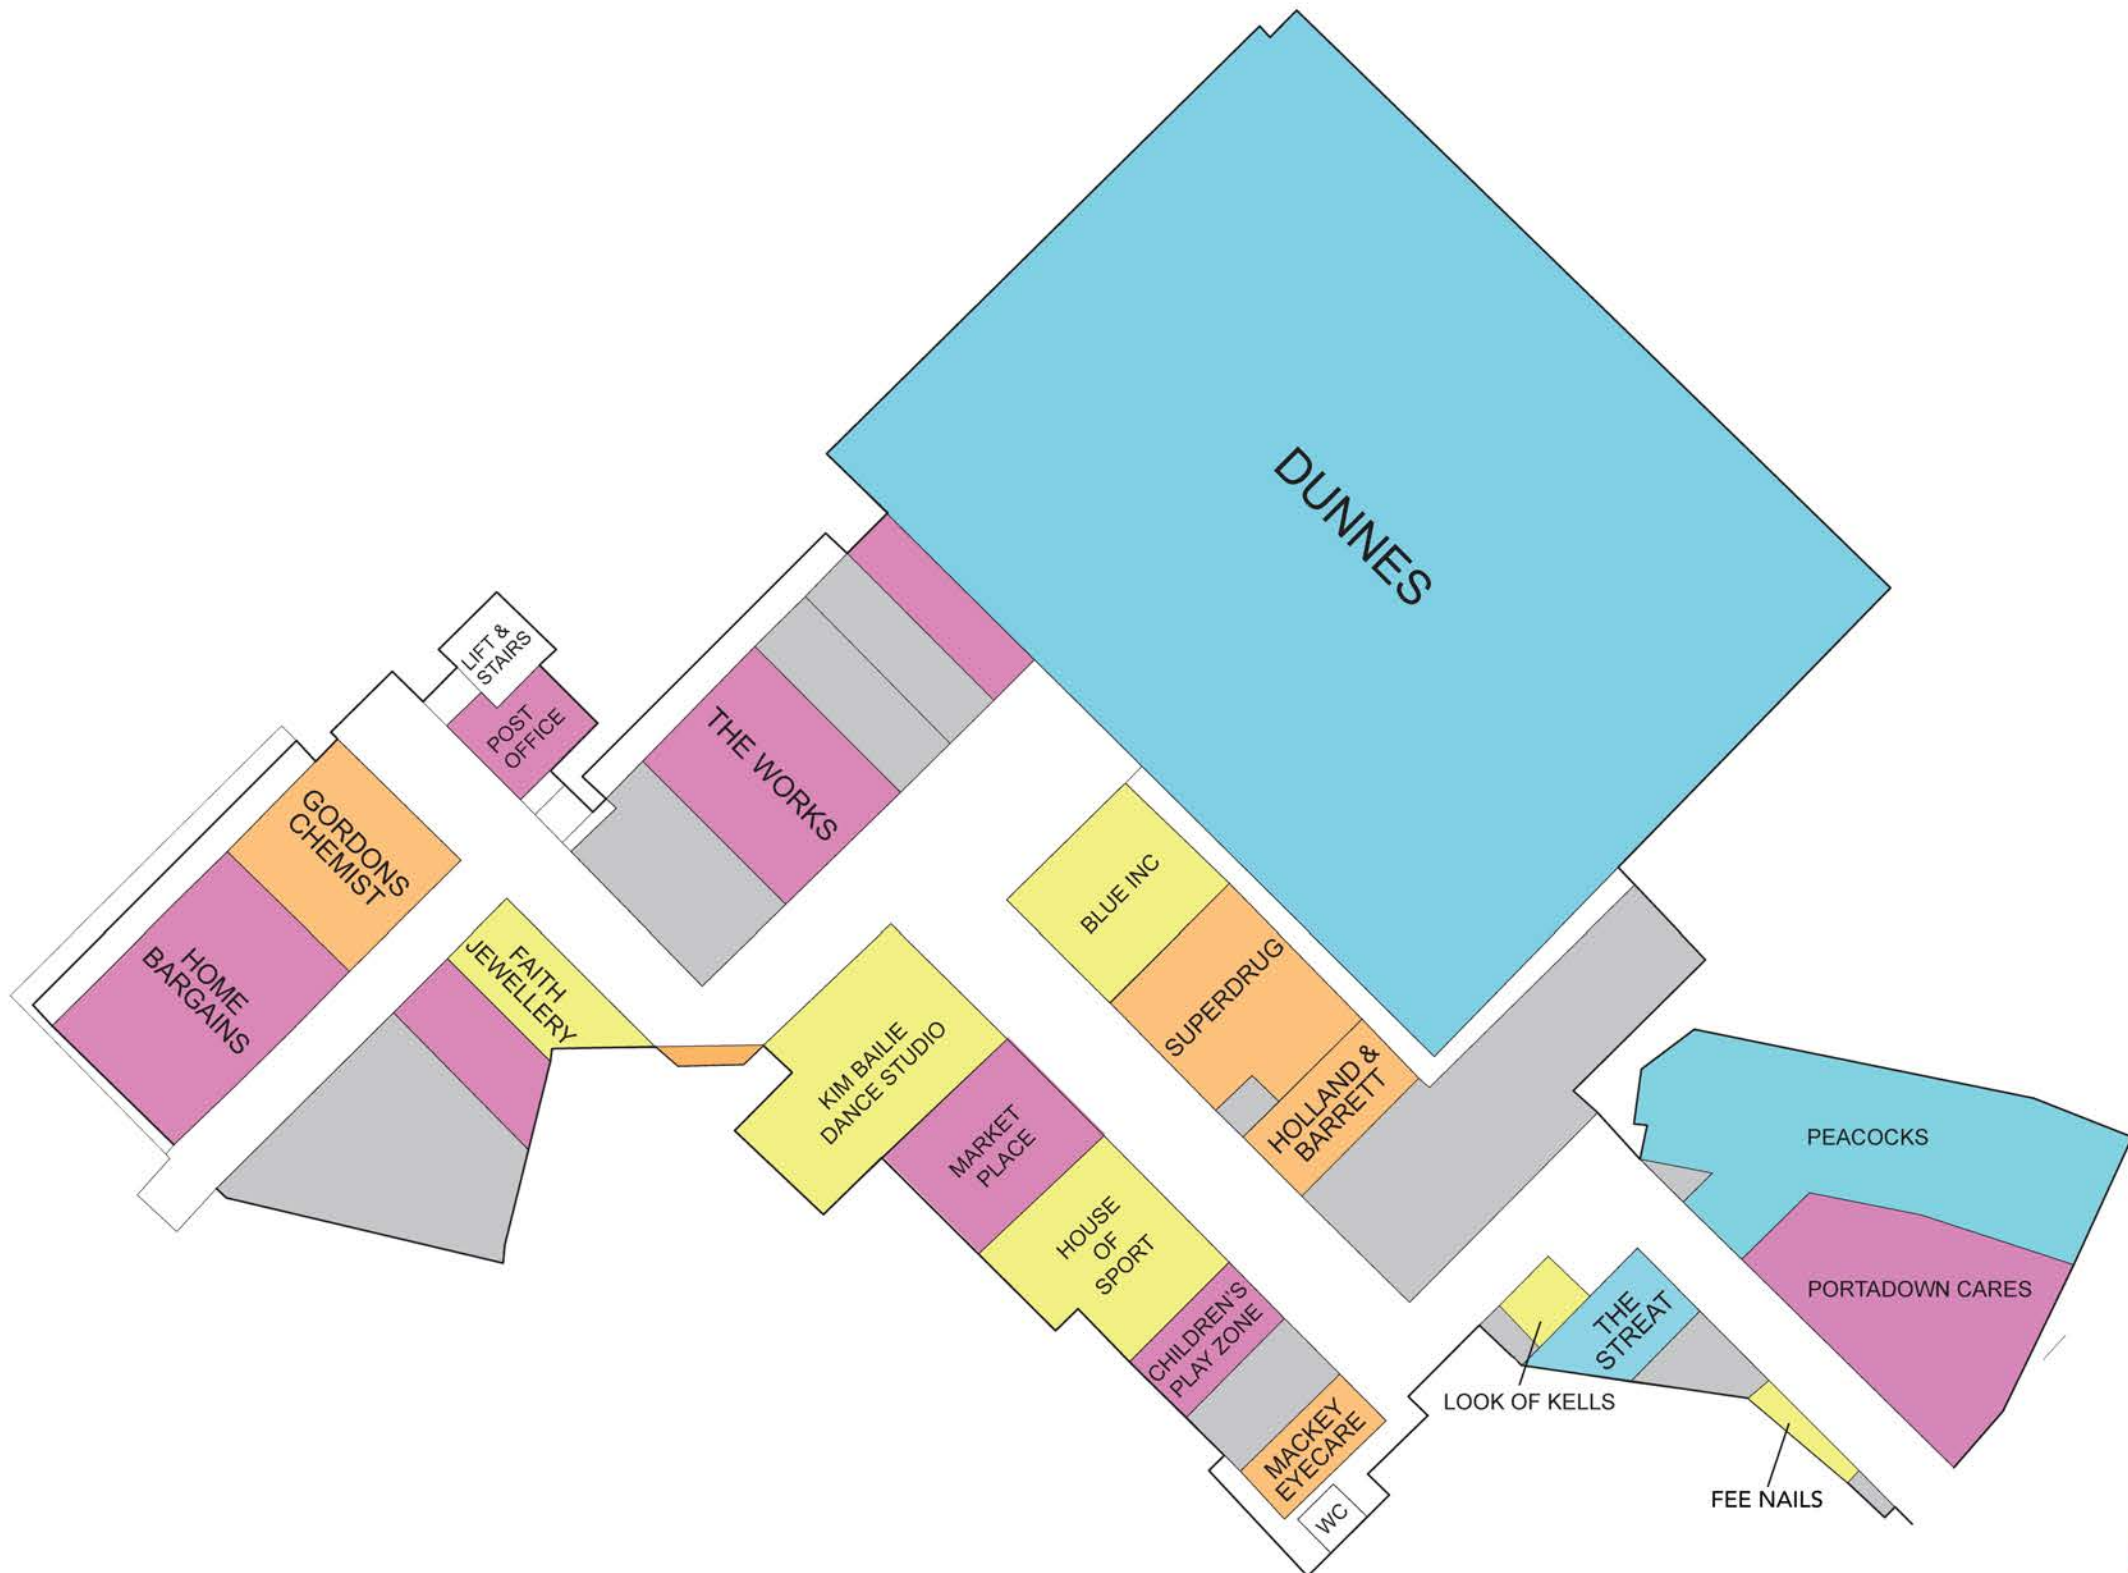 DUNNES
LIFT &
STAIRS
POST
OFFICE
THE WORKS
GORDONS
CHEMIST
HOME
BARGAINS
FAITH
JEWELLERY
BLUE INC
SUPERDRUG
HOLLAND &
BARRETT
KIM BAILIE
DANCE STUDIO
MARKET
PLACE
HOUSE
OF
SPORT
CHILDREN'S
PLAY ZONE
MACKEY
EYECARE
WC
PEACOCKS
PORTADOWN CARES
THE
STREAT
LOOK OF KELLS
FEE NAILS